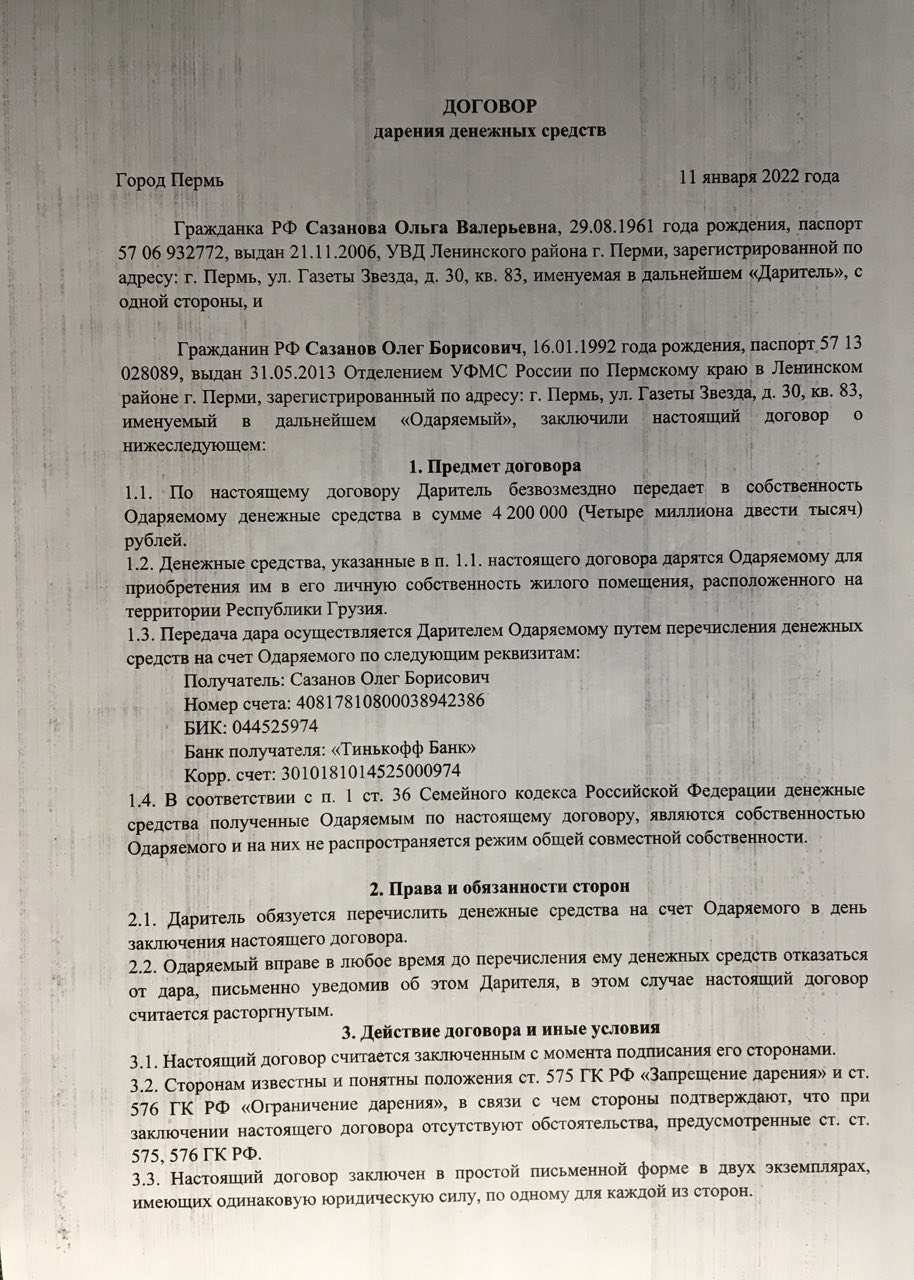 ДОГОВОР
дарения денежных средств
Город Пермь 11 января 2022 года
Гражданка РФ Сазанова Ольга Валерьевна, 29.08.1961 года рождения, паспорт
57 06 932772, выдан 21.11.2006, УВД Ленинского района г. Перми, зарегистрированной по
адресу: г. Пермь, ул. Газеты Звезда, д. 30, кв. 83, именуемая в дальнейшем «Даритель», с
одной стороны, и
Гражданин РФ Сазанов Олег Борисович, 16.01.1992 года рождения, паспорт 57 13
028089, выдан 31.05.2013 Отделением УФМС России по Пермскому краю в Ленинском
районе г. Перми, зарегистрированный по адресу: г. Пермь, ул. Газеты Звезда, д. 30, кв. 83,
именуемый в дальнейшем «Одаряемый», заключили настоящий договор о
нижеследующем:
1. Предмет договора
1.1. По настоящему договору Даритель безвозмездно передает в собственность
Одаряемому денежные средства в сумме 4 200 000 (Четыре миллиона двести тысяч)
рублей.
1.2. Денежные средства, указанные в п. 1.1. настоящего договора дарятся Одаряемому для
приобретения им в его личную собственность жилого помещения, расположенного на
территории Республики Грузия.
1.3. Передача дара осуществляется Дарителем Одаряемому путем перечисления денежных
средств на счет Одаряемого по следующим реквизитам:
Получатель: Сазанов Олег Борисович
Номер счета: 40817810800038942386
БИК: 044525974
Банк получателя: «Тинькофф Банк»
Корр. счет: 30101810145250000974
1.4. В соответствии с п. 1 ст. 36 Семейного кодекса Российской Федерации денежные
средства полученные Одаряемым по настоящему договору, являются собственностью
Одаряемого и на них не распространяется режим общей совместной собственности.
2. Права и обязанности сторон
2.1. Даритель обязуется перечислить денежные средства на счет Одаряемого в день
заключения настоящего договора.
2.2. Одаряемый вправе в любое время до перечисления ему денежных средств отказаться
от дара, письменно уведомив об этом Дарителя, в этом случае настоящий договор
считается расторгнутым.
3. Действие договора и иные условия
3.1. Настоящий договор считается заключенным с момента подписания его сторонами.
3.2. Сторонам известны и понятны положения ст. 575 ГК РФ «Запрещение дарения» и ст.
576 ГК РФ «Ограничение дарения», в связи с чем стороны подтверждают, что при
заключении настоящего договора отсутствуют обстоятельства, предусмотренные ст. ст.
575, 576 ГК РФ.
3.3. Настоящий договор заключен в простой письменной форме в двух экземплярах,
имеющих одинаковую юридическую силу, по одному для каждой из сторон.